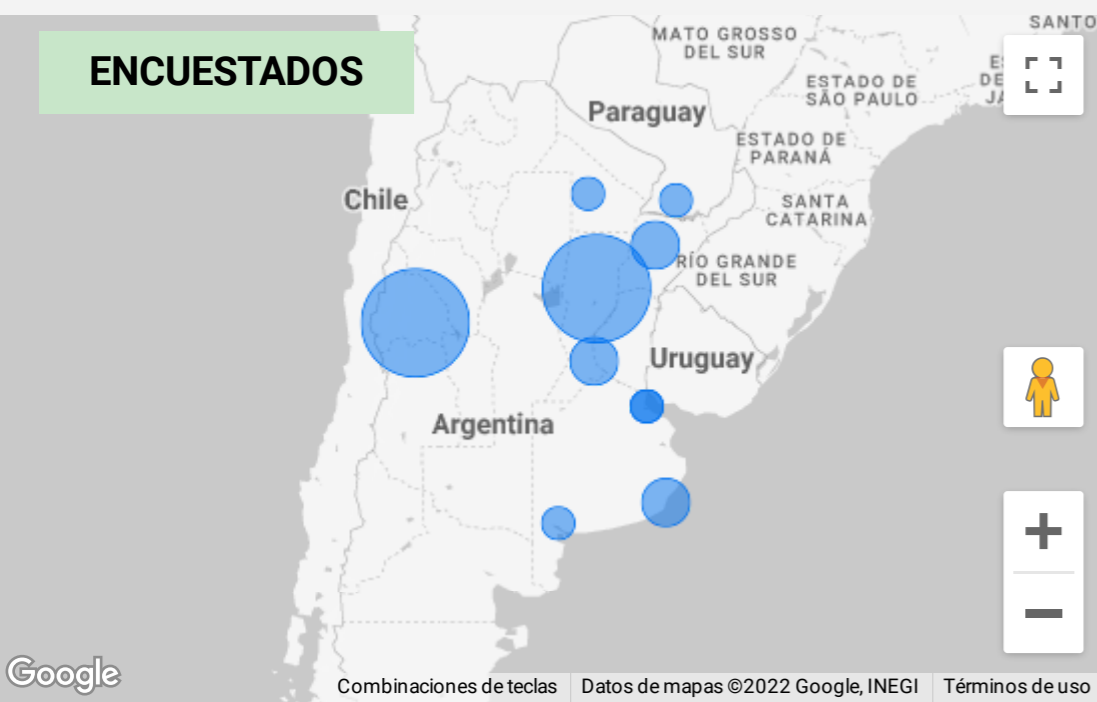 SANTO
MATO GROSSO
DEL SUR
ENCUESTADOS
ESTADO DE
SÃO PAULO
Paraguay
ESTADO DE
PARANÁ
Chile
SANTA
CATARINA
RÍO GRANDE
DEL SUR
Uruguay
Argentina
Google
Combinaciones de teclas
Datos de mapas ©2022 Google, INEGI
Términos de uso